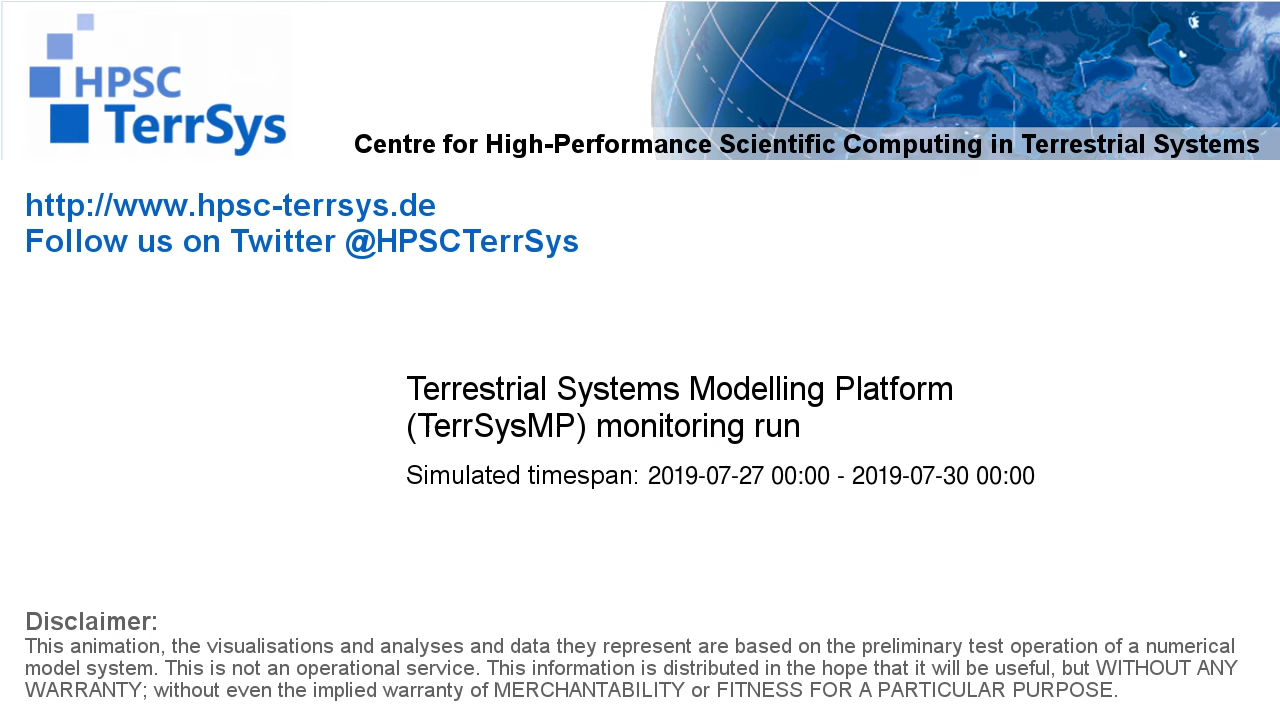 HPSC
TerrSys
Centre for High-Performance Scientific Computing in Terrestrial Systems
http://www.hpsc-terrsys.de
Follow us on Twitter @HPSCTerrSys
Terrestrial Systems Modelling Platform
(TerrSysMP) monitoring run
Simulated timespan: 2019-07-27 00:00 - 2019-07-30 00:00
Disclaimer:
This animation, the visualisations and analyses and data they represent are based on the preliminary test operation of a numerical
model system. This is not an operational service. This information is distributed in the hope that it will be useful, but WITHOUT ANY
WARRANTY; without even the implied warranty of MERCHANTABILITY or FITNESS FOR A PARTICULAR PURPOSE.